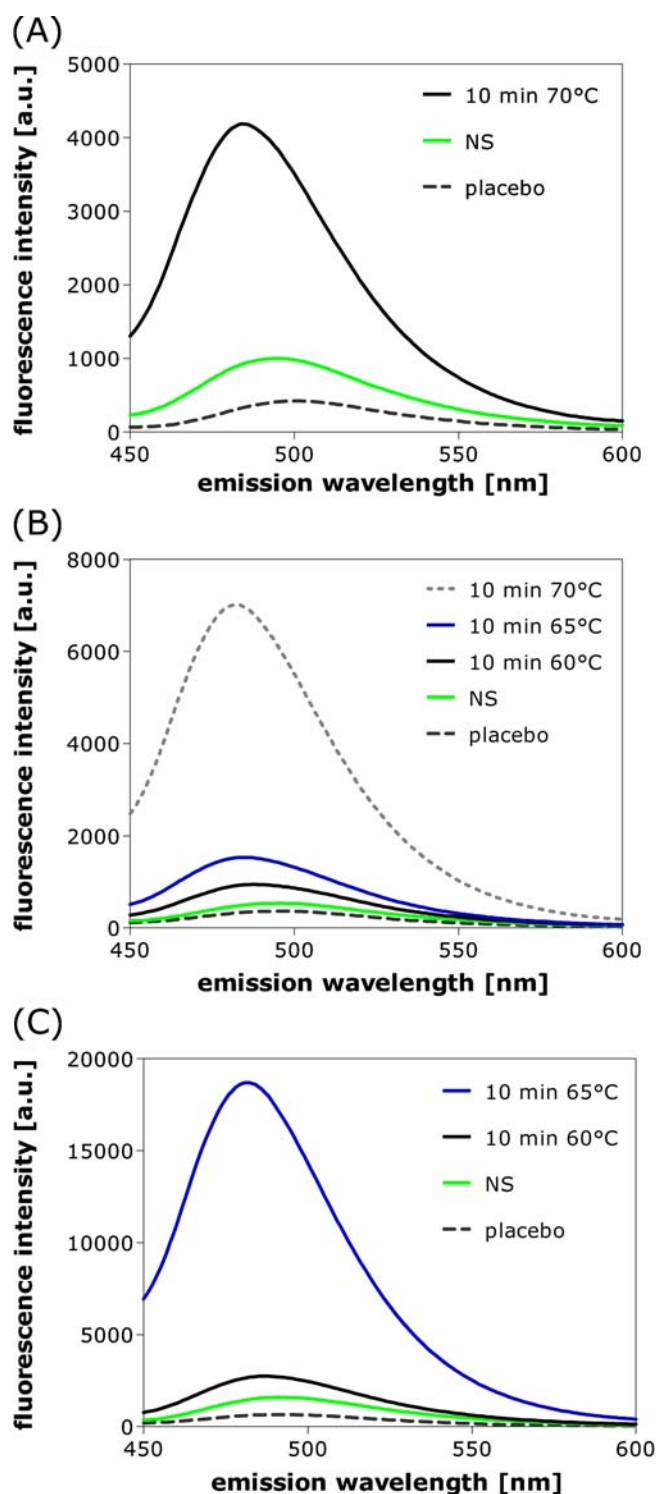 (A)
fluorescence intensity [a.u.]
5000
4000
3000
2000
1000
0
10 min 70°C
NS
placebo
450
500
550
600
emission wavelength [nm]
(B)
fluorescence intensity [a.u.]
8000
6000
4000
2000
0
10 min 70°C
10 min 65°C
10 min 60°C
NS
placebo
450
500
550
600
emission wavelength [nm]
(C)
fluorescence intensity [a.u.]
20000
15000
10000
5000
0
10 min 65°C
10 min 60°C
NS
placebo
450
500
550
600
emission wavelength [nm]